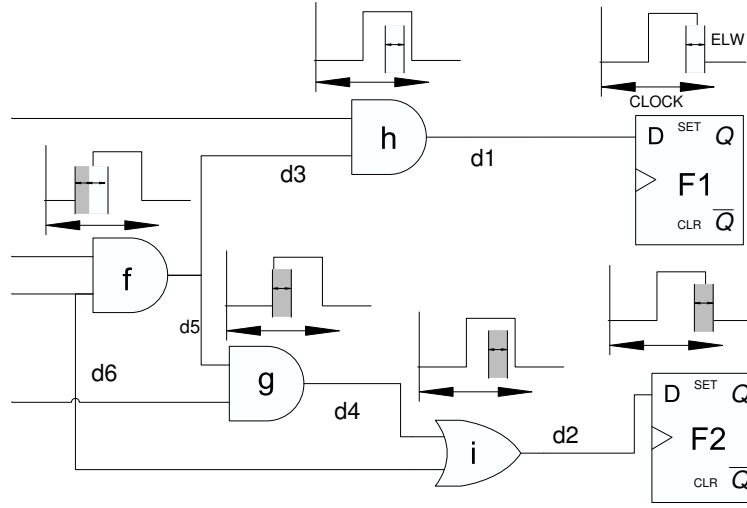 ELW
CLOCK
h
d1
D SET Q
F1
CLR Q
d3
f
d5
d6
g
d4
i
d2
D SET Q
F2
CLR Q